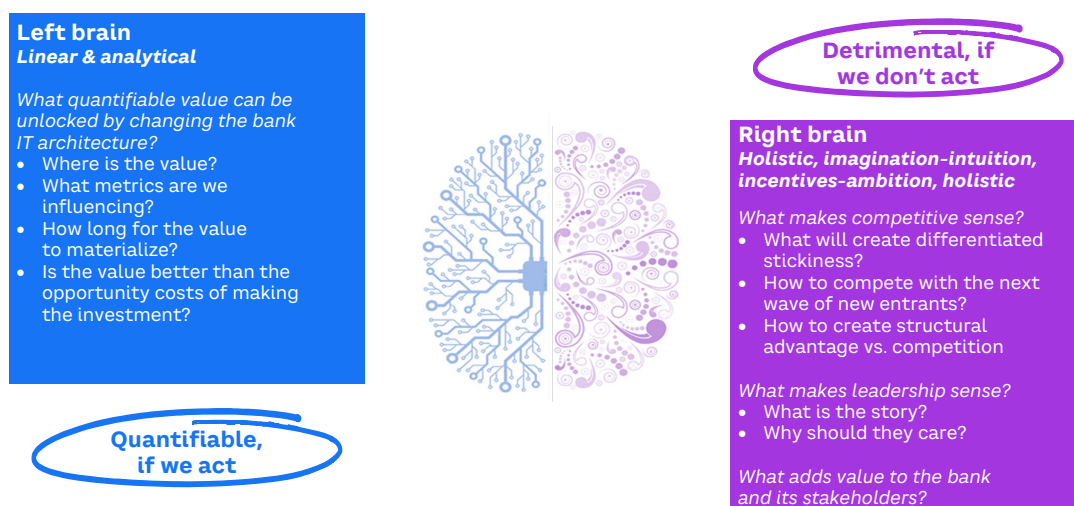 Left brain
Linear & analytical
What quantifiable value can be
unlocked by changing the bank
IT architecture?
• Where is the value?
• What metrics are we
influencing?
• How long for the value
to materialize?
• Is the value better than the
opportunity costs of making
the investment?
Quantifiable,
if we act
Detrimental, if
we don't act
Right brain
Holistic, imagination-intuition,
incentives-ambition, holistic
What makes competitive sense?
• What will create differentiated
stickiness?
• How to compete with the next
wave of new entrants?
• How to create structural
advantage vs. competition
What makes leadership sense?
• What is the story?
• Why should they care?
What adds value to the bank
and its stakeholders?